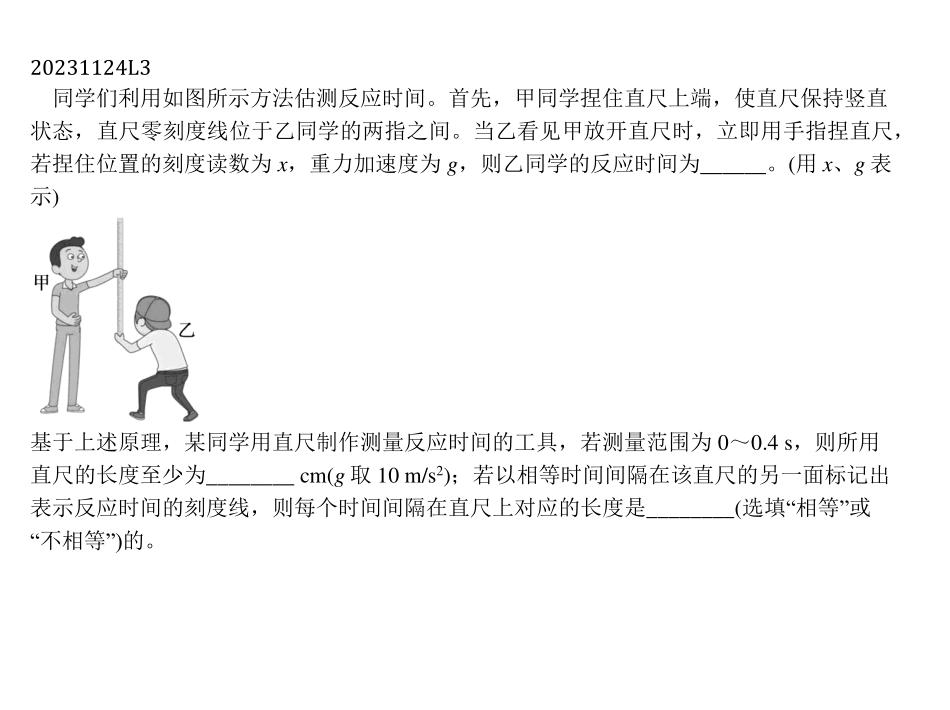 20231124L3
同学们利用如图所示方法估测反应时间。首先，甲同学捏住直尺上端，使直尺保持竖直
状态，直尺零刻度线位于乙同学的两指之间。当乙看见甲放开直尺时，立即用手指捏直尺，
若捏住位置的刻度读数为 x，重力加速度为 g，则乙同学的反应时间为______。(用 x、g 表
示)
甲
乙
基于上述原理，某同学用直尺制作测量反应时间的工具，若测量范围为 0～0.4 s，则所用
直尺的长度至少为________ cm(g 取 10 m/s²)；若以相等时间间隔在该直尺的另一面标记出
表示反应时间的刻度线，则每个时间间隔在直尺上对应的长度是________(选填“相等”或
“不相等”)的。